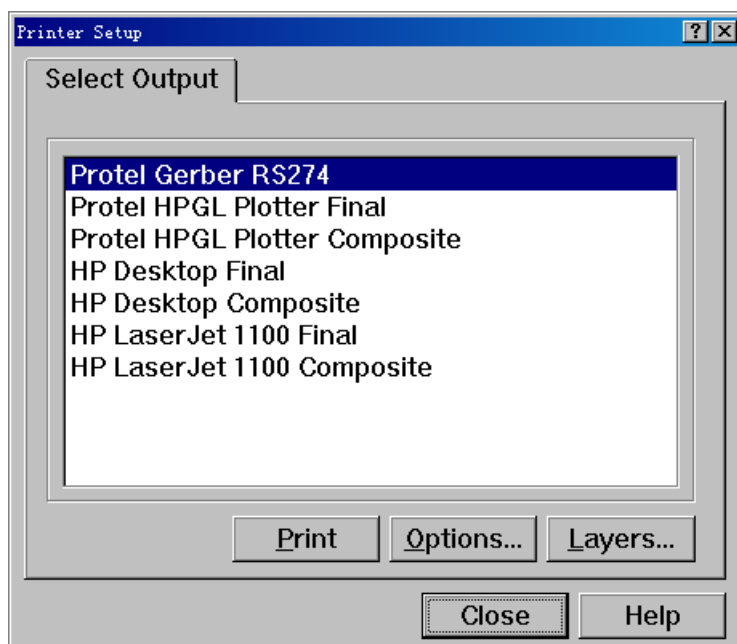 Printer Setup
Select Output
Protel Gerber RS274
Protel HPGL Plotter Final
Protel HPGL Plotter Composite
HP Desktop Final
HP Desktop Composite
HP LaserJet 1100 Final
HP LaserJet 1100 Composite
Print Options... Layers...
Close Help